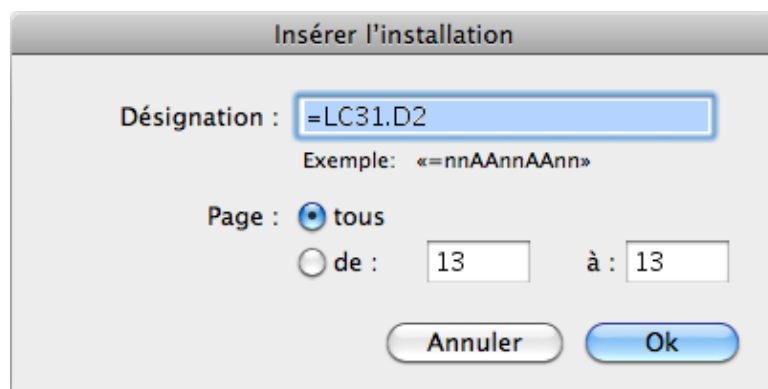 Insérer l'installation
Désignation : =LC31.D2
Exemple: «=nnAAnnAAnn»
Page : tous
de : 13 à : 13
Annuler Ok